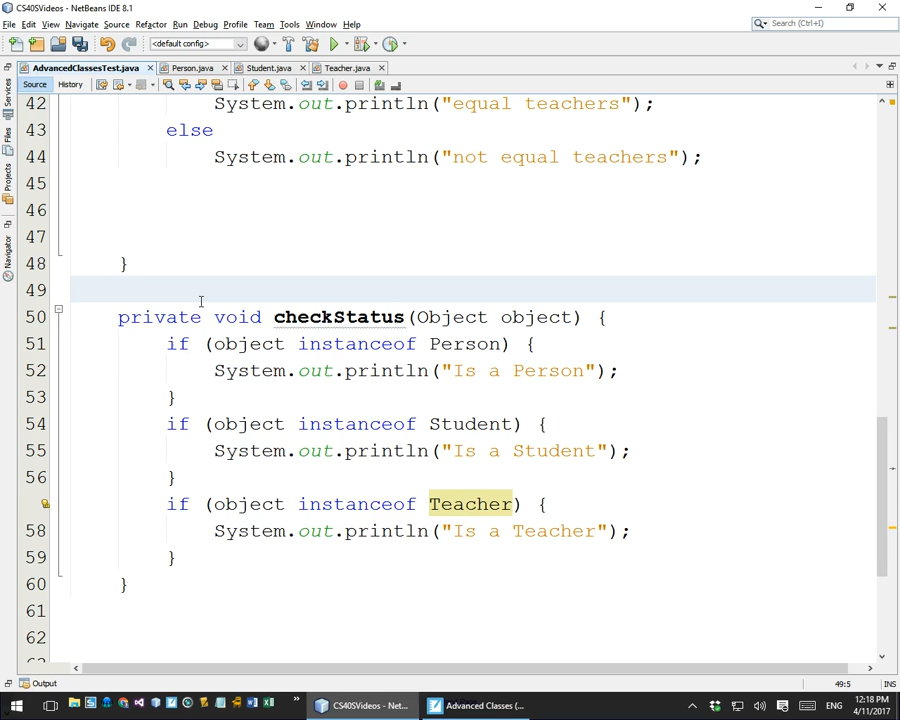 CS40SVideos - NetBeans IDE 8.1
File Edit View Navigate Source Refactor Run Debug Profile Team Tools Window Help
<default config>
Search (Ctrl+I)
AdvancedClassesTest.java Person.java Student.java Teacher.java
Source History
Services
Files
Projects
Navigator
42 System.out.println("equal teachers");
43 else
44 System.out.println("not equal teachers");
45
46
47
48 }
49
50 private void checkStatus(Object object) {
51 if (object instanceof Person) {
52 System.out.println("Is a Person");
53 }
54 if (object instanceof Student) {
55 System.out.println("Is a Student");
56 }
if (object instanceof Teacher) {
58 System.out.println("Is a Teacher");
59 }
60 }
61
62
63
Output
49:5 INS
CS40SVideos - Net... Advanced Classes (... ENG 12:18 PM
4/11/2017